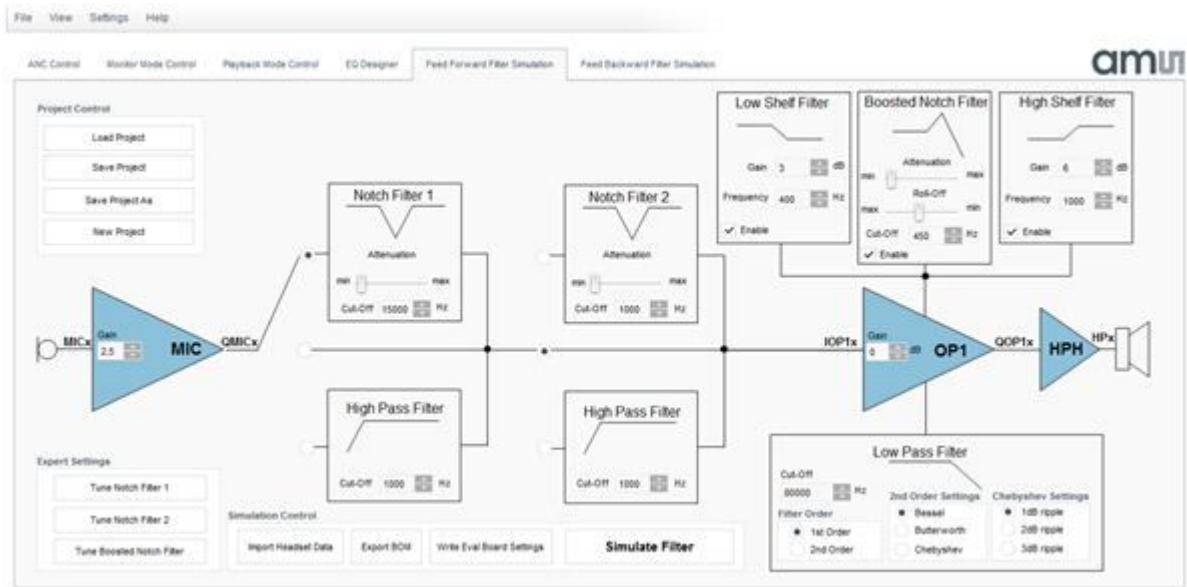 File View Settings Help
ANC Control Monitor Mode Control Playback Mode Control EQ Designer Feed Forward Filter Simulation Feed Backward Filter Simulation
amu
Project Control
Load Project
Save Project
Save Project As
New Project
Low Shelf Filter
Gain 3 dB
Frequency 400 Hz
Enable
Boosted Notch Filter
Attenuation
min max
Roll-Off
max min
Cut-Off 450 Hz
Enable
High Shelf Filter
Gain 6 dB
Frequency 1000 Hz
Enable
Notch Filter 1
Attenuation
min max
Cut-Off 15000 Hz
Notch Filter 2
Attenuation
min max
Cut-Off 1000 Hz
MICx
Gain
2,5
MIC
QMICx
IOP1x
Gain
0 dB
OP1
QOP1x
HPH
HPx
High Pass Filter
Cut-Off 1000 Hz
High Pass Filter
Cut-Off 1000 Hz
Low Pass Filter
Cut-Off
80000 Hz
Filter Order
1st Order
2nd Order
2nd Order Settings
Bessel
Butterworth
Chebyshev
Chebyshev Settings
1dB ripple
2dB ripple
3dB ripple
Expert Settings
Tune Notch Filter 1
Tune Notch Filter 2
Tune Boosted Notch Filter
Simulation Control
Import Headset Data Export BOM Write Eval Board Settings Simulate Filter